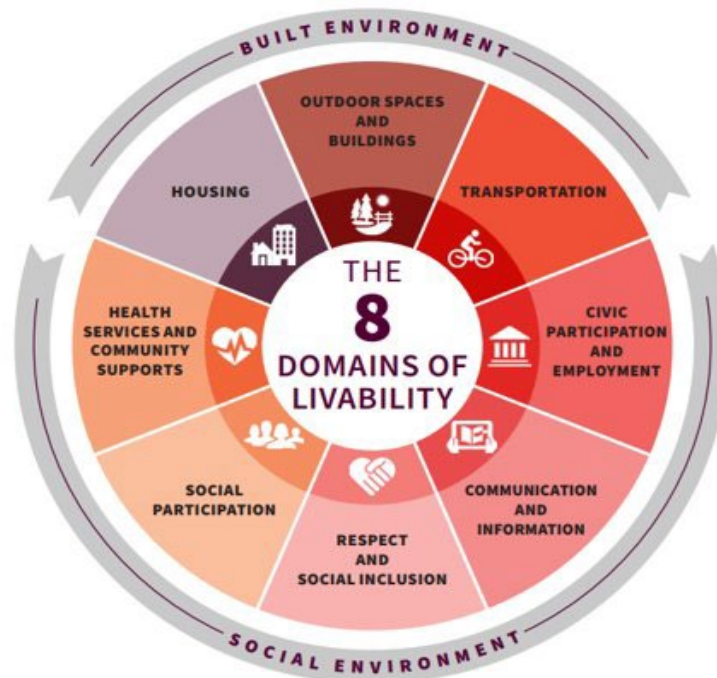 BUILT ENVIRONMENT
OUTDOOR SPACES
AND
BUILDINGS
HOUSING
TRANSPORTATION
THE
8
DOMAINS OF
LIVABILITY
HEALTH
SERVICES AND
COMMUNITY
SUPPORTS
CIVIC
PARTICIPATION
AND
EMPLOYMENT
SOCIAL
PARTICIPATION
COMMUNICATION
AND
INFORMATION
RESPECT
AND
SOCIAL INCLUSION
SOCIAL ENVIRONMENT